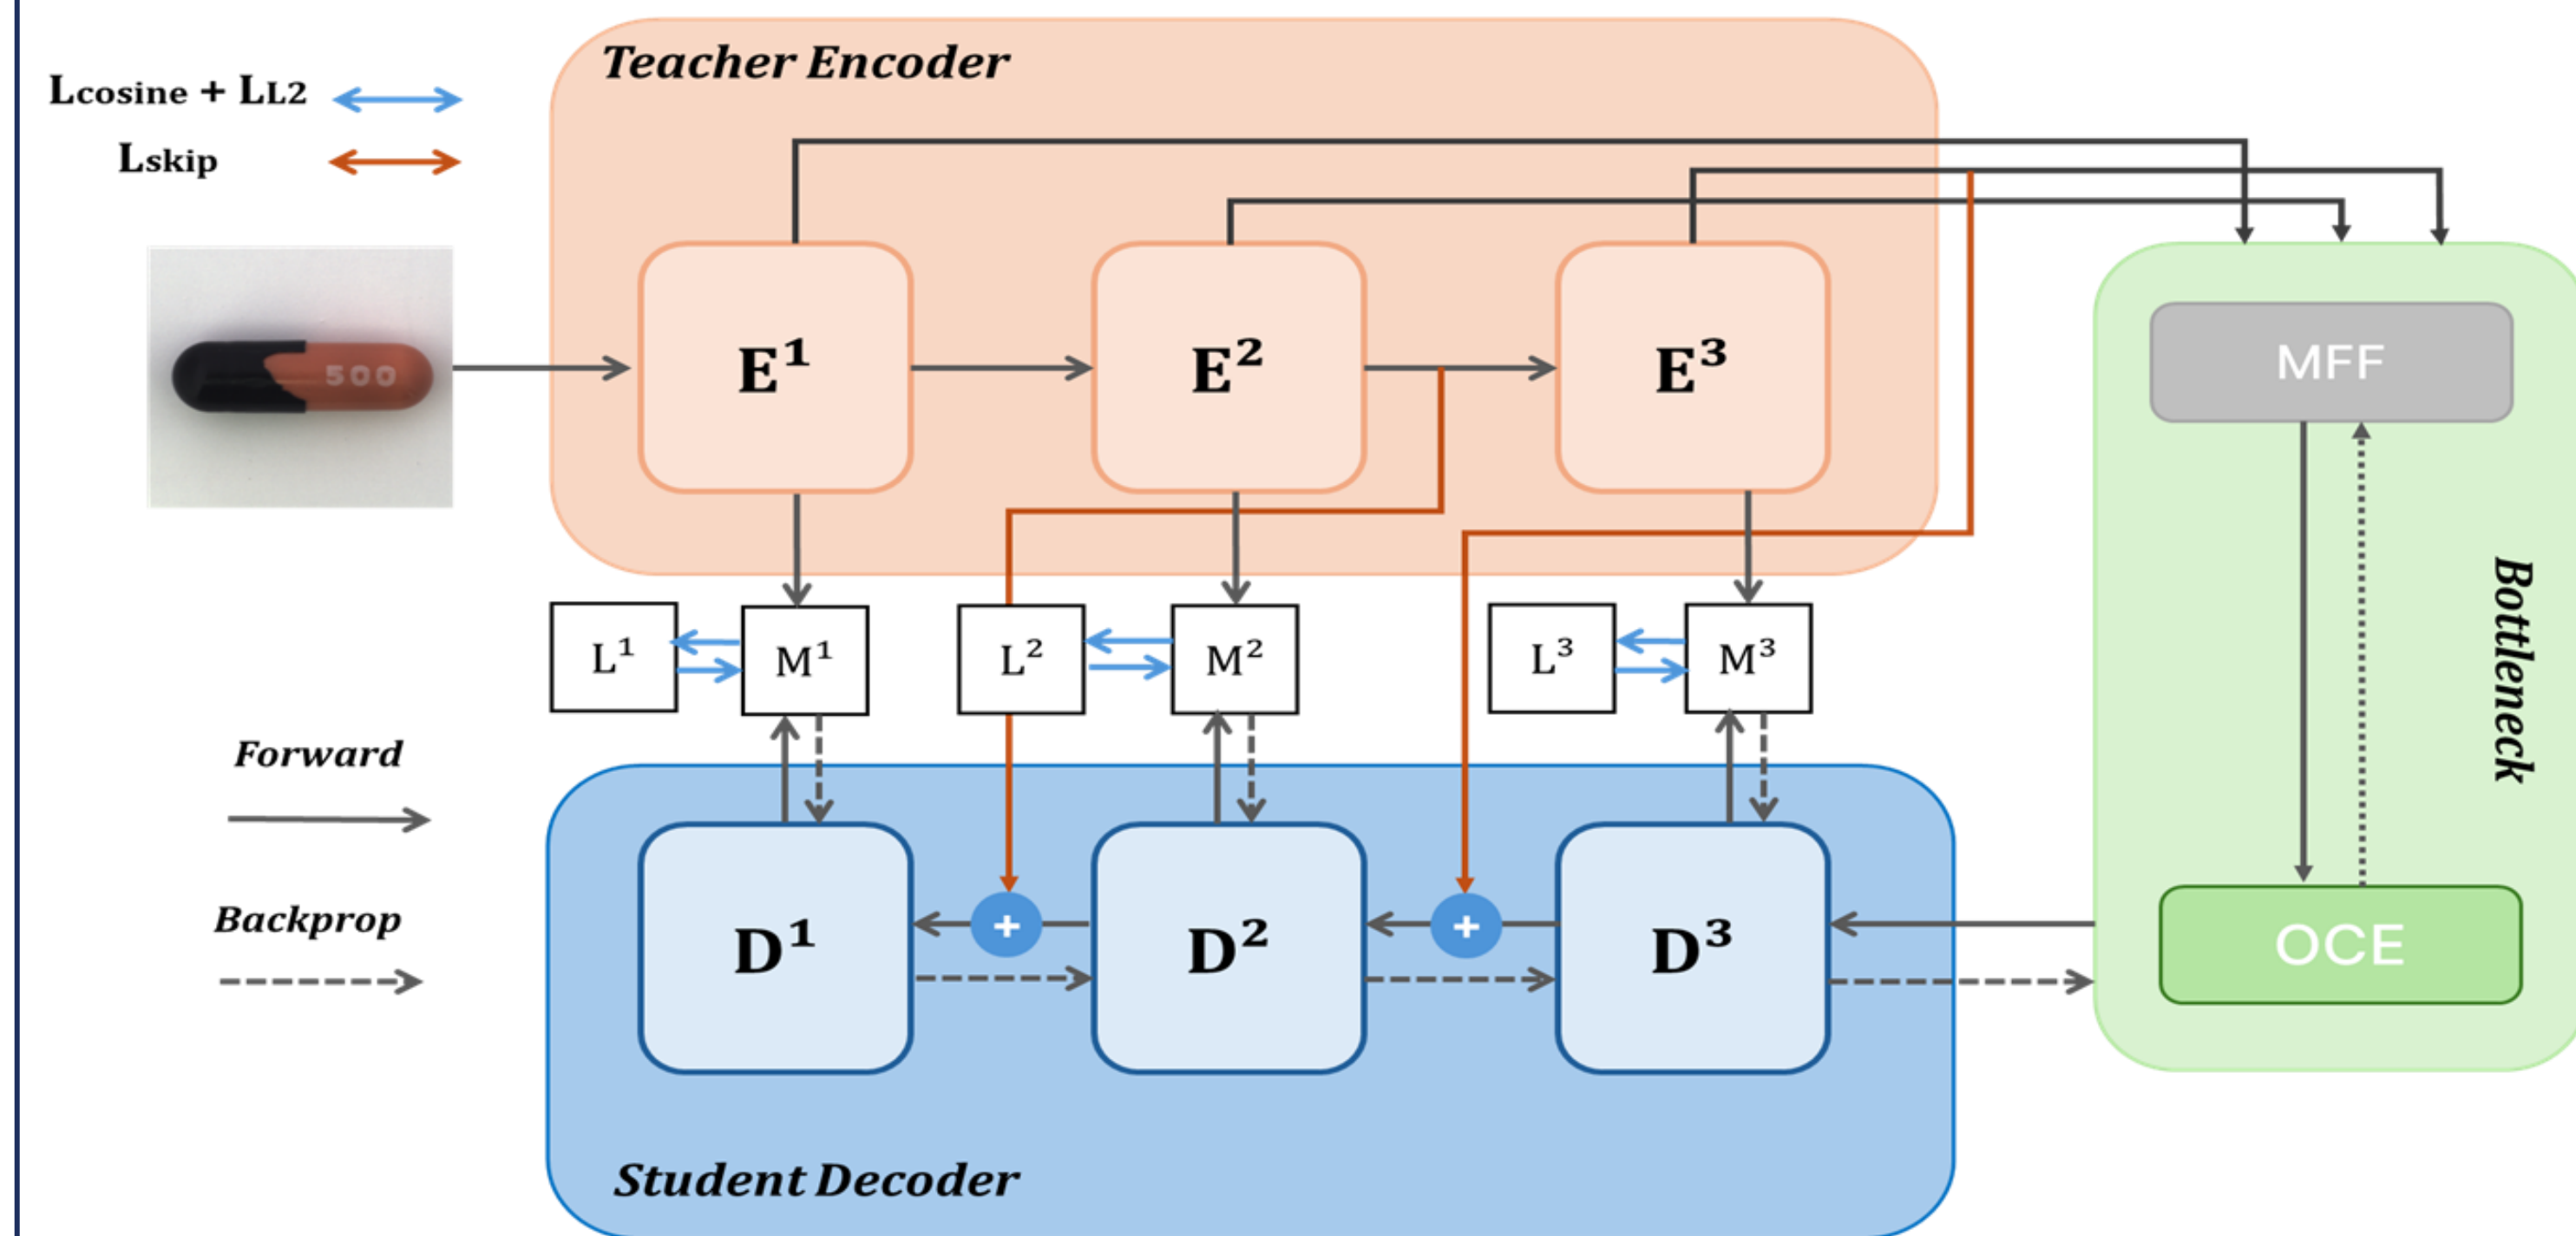 Teacher Encoder
Lcosine + LL2
Lskip
500
E¹
E²
E³
MFF
L¹
M¹
L²
M²
L³
M³
Bottleneck
Forward
Backprop
D¹
+
D²
+
D³
OCE
Student Decoder